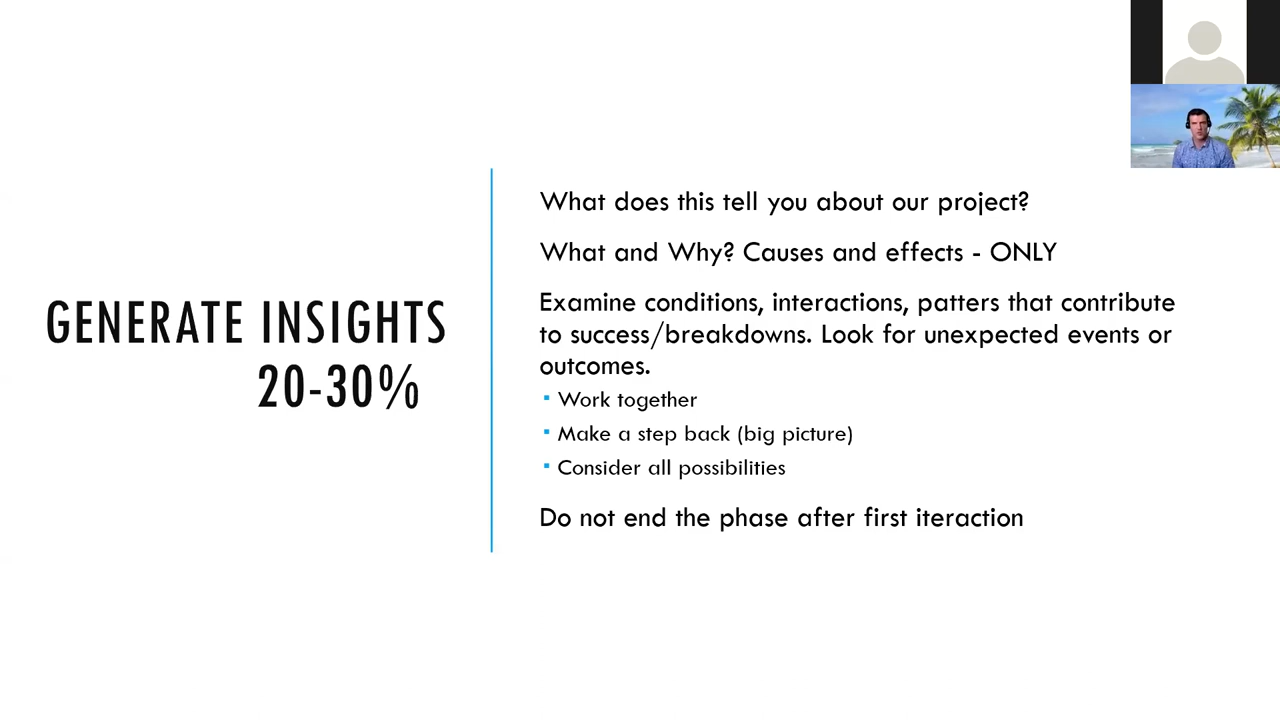 GENERATE INSIGHTS
20-30%
What does this tell you about our project?
What and Why? Causes and effects - ONLY
Examine conditions, interactions, patters that contribute
to success/breakdowns. Look for unexpected events or
outcomes.
▪ Work together
▪ Make a step back (big picture)
▪ Consider all possibilities
Do not end the phase after first iteraction